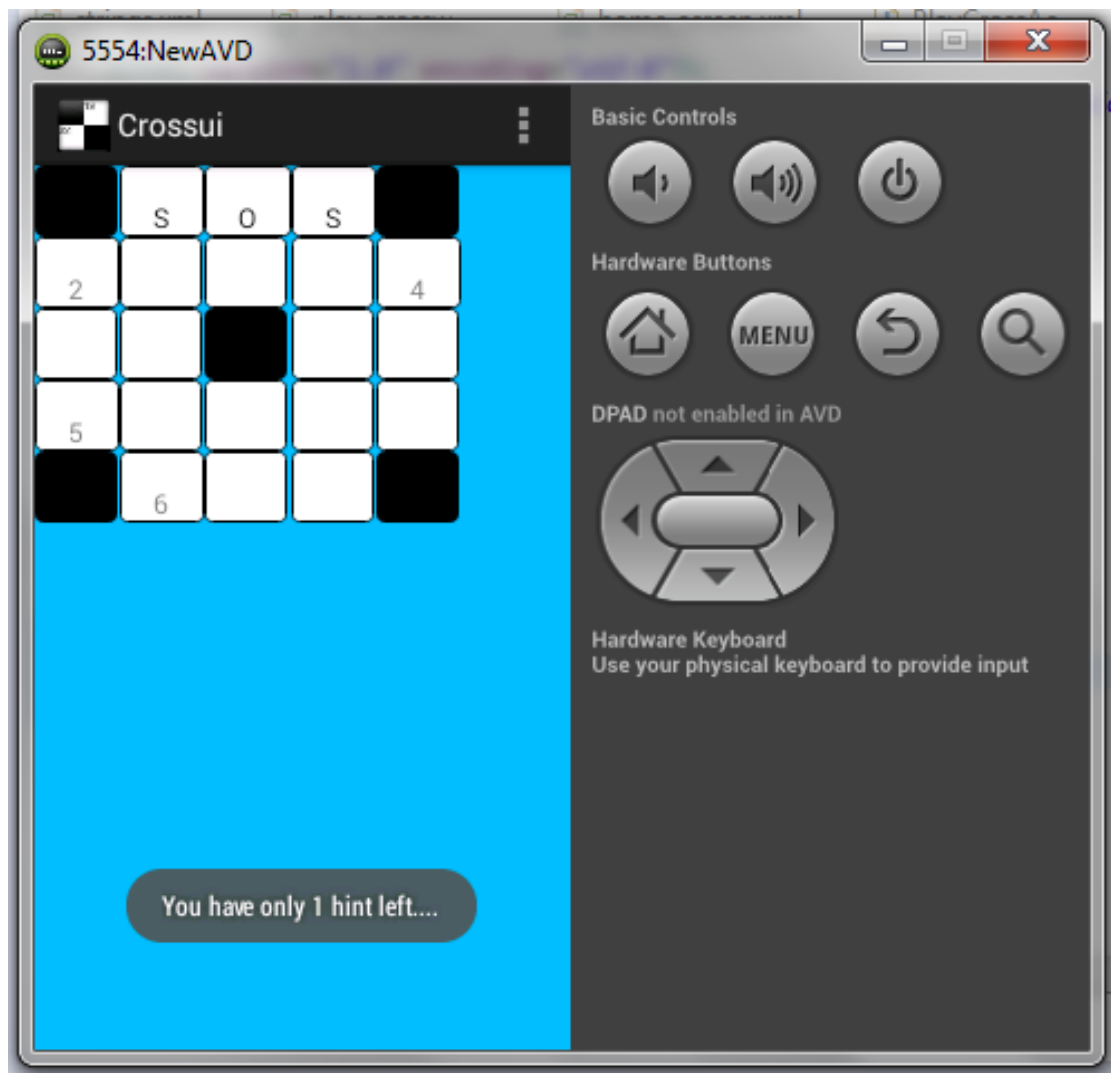 5554:NewAVD
Crossui
S O S
2 4
5
6
You have only 1 hint left....
Basic Controls
Hardware Buttons
MENU
DPAD not enabled in AVD
Hardware Keyboard
Use your physical keyboard to provide input